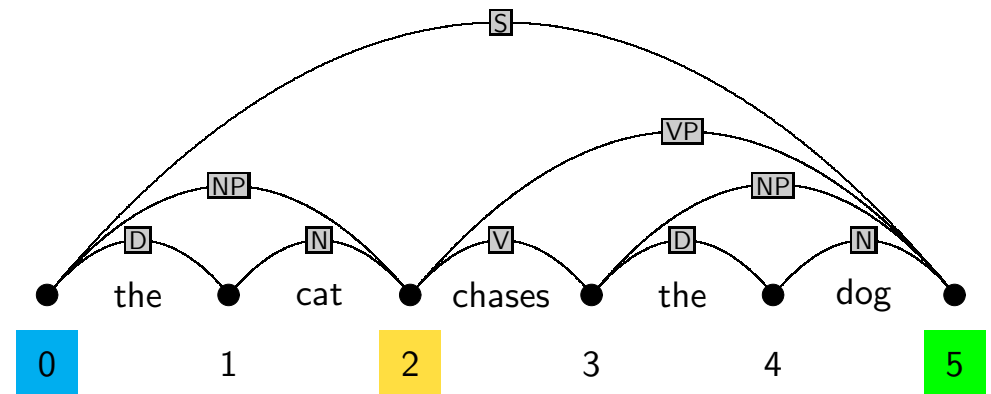 S
VP
NP NP
D N V D N
the cat chases the dog
0 1 2 3 4 5